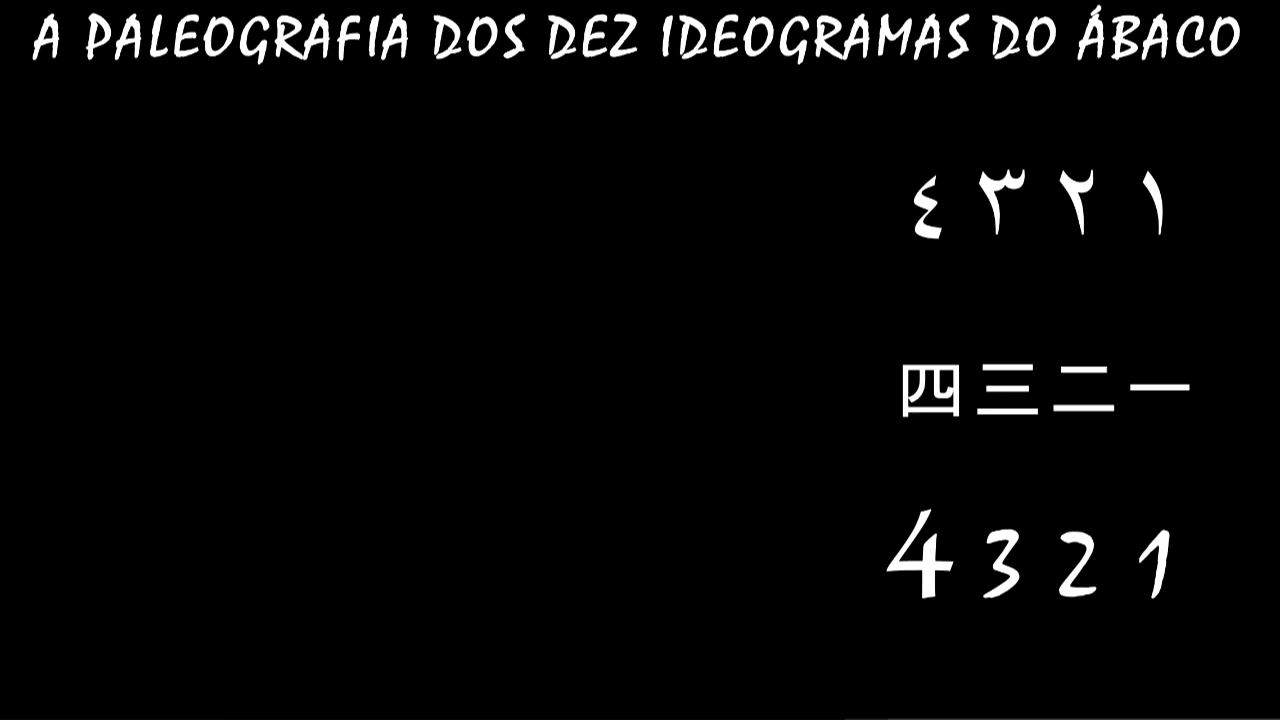 A PALEOGRAFIA DOS DEZ IDEOGRAMAS DO ÁBACO
٤ ٣ ٢ ١
四 三 二 一
4 3 2 1